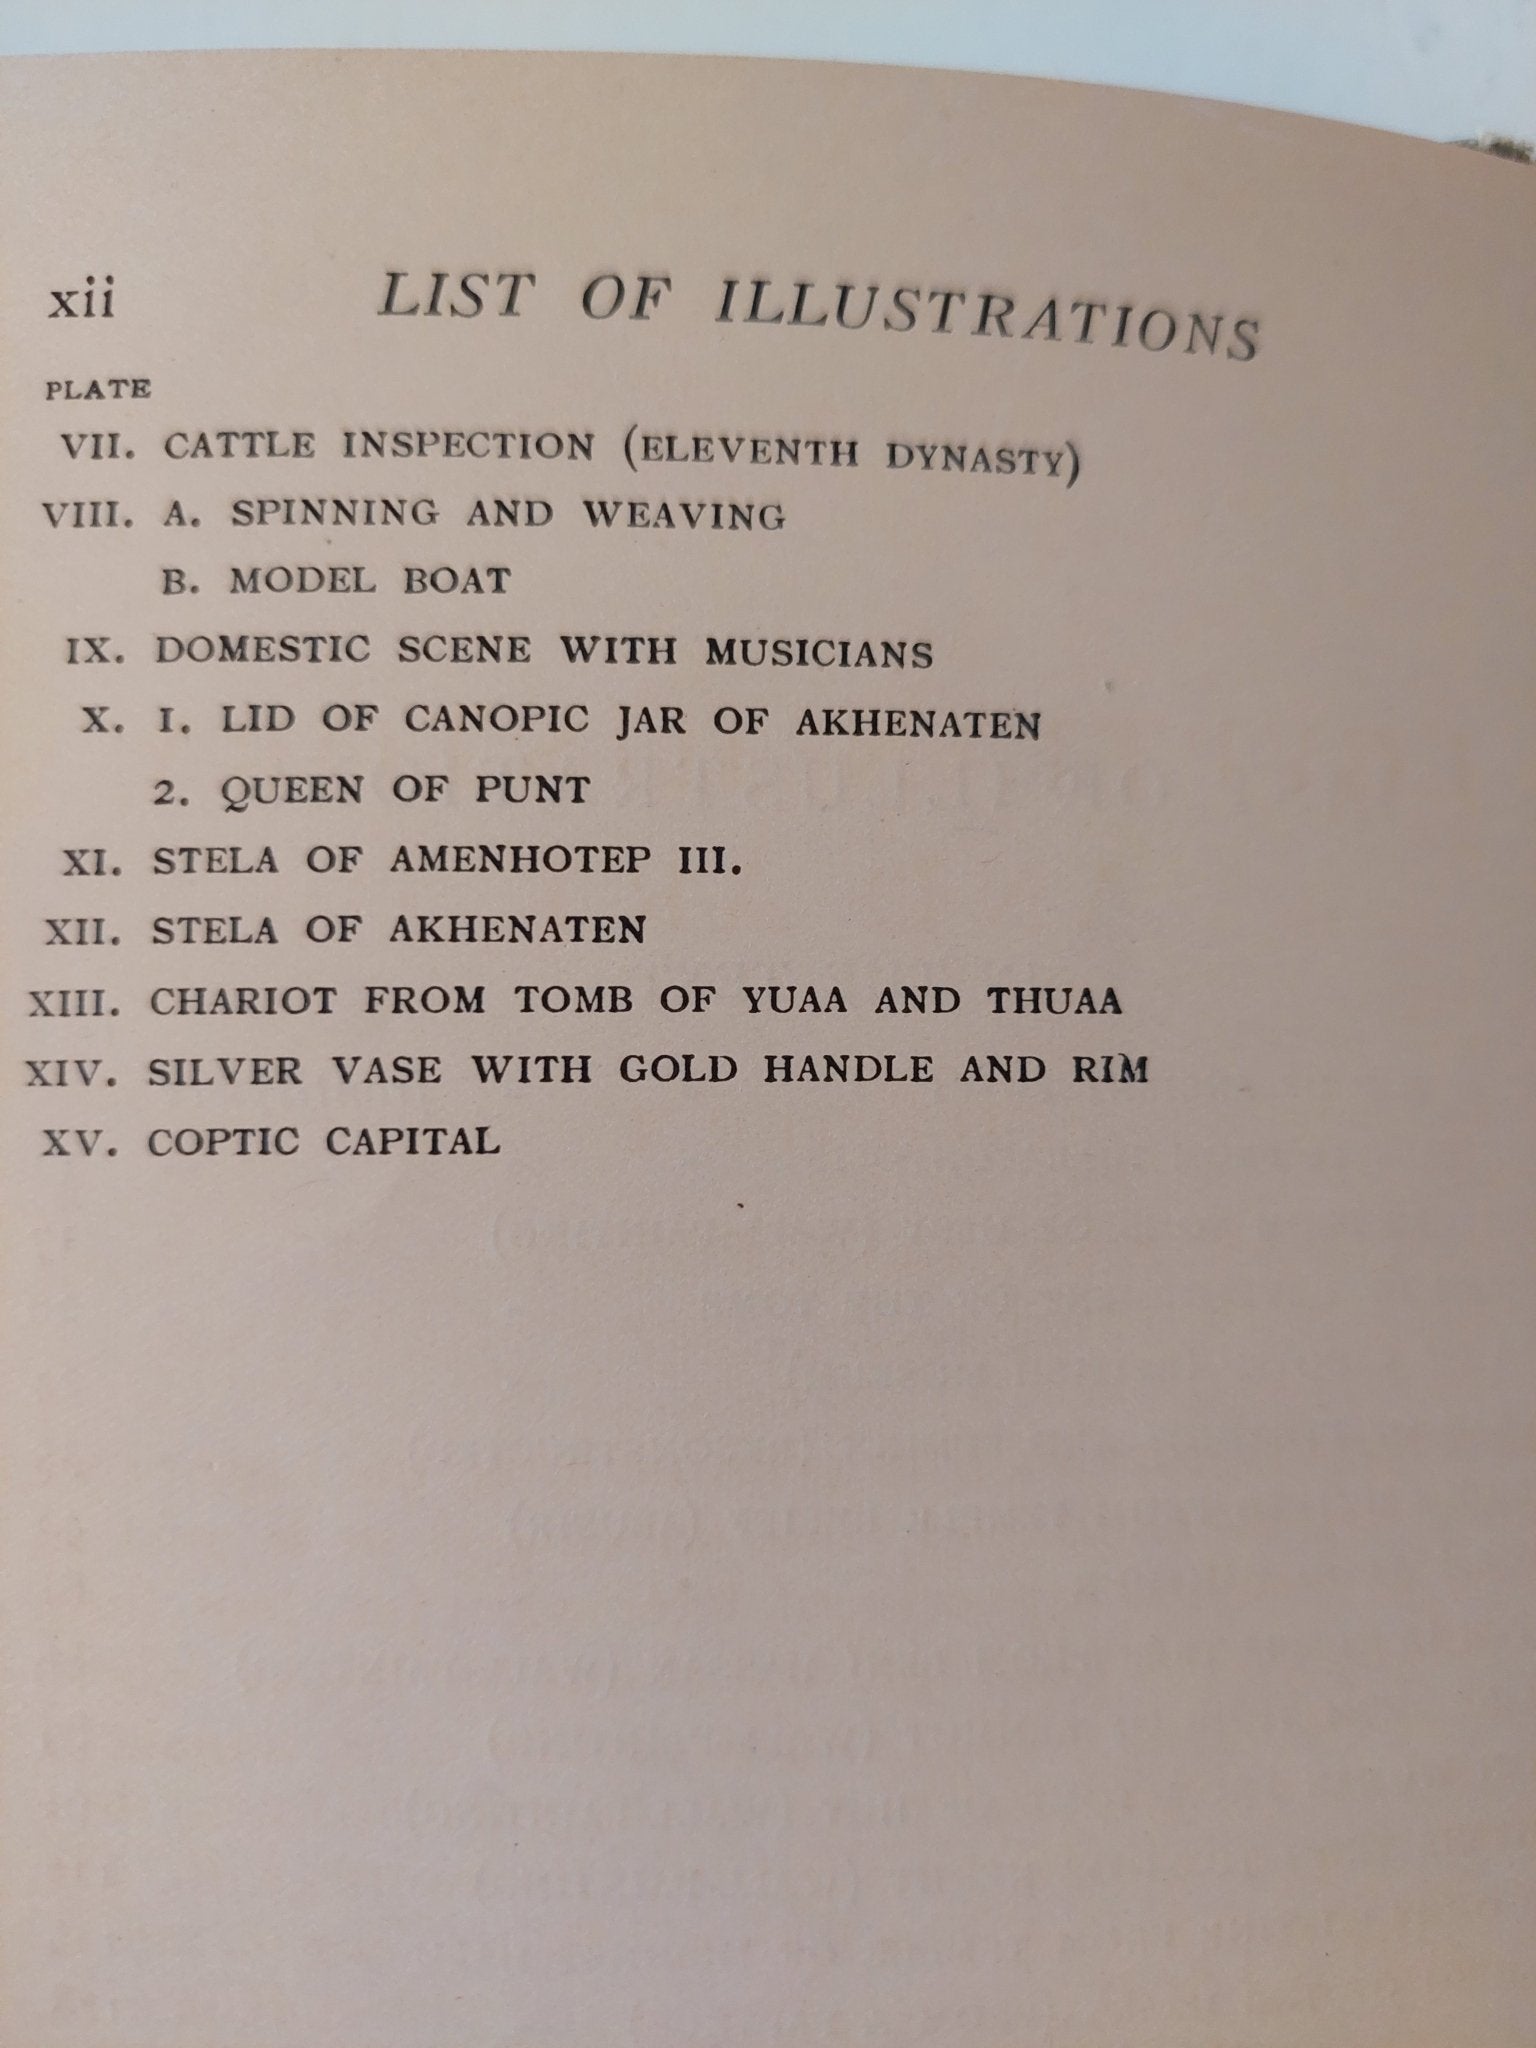 xii LIST OF ILLUSTRATIONS
PLATE
VII. CATTLE INSPECTION (ELEVENTH DYNASTY)
VIII. A. SPINNING AND WEAVING
B. MODEL BOAT
IX. DOMESTIC SCENE WITH MUSICIANS
X. 1. LID OF CANOPIC JAR OF AKHENATEN
2. QUEEN OF PUNT
XI. STELA OF AMENHOTEP III.
XII. STELA OF AKHENATEN
XIII. CHARIOT FROM TOMB OF YUAA AND THUAA
XIV. SILVER VASE WITH GOLD HANDLE AND RIM
XV. COPTIC CAPITAL